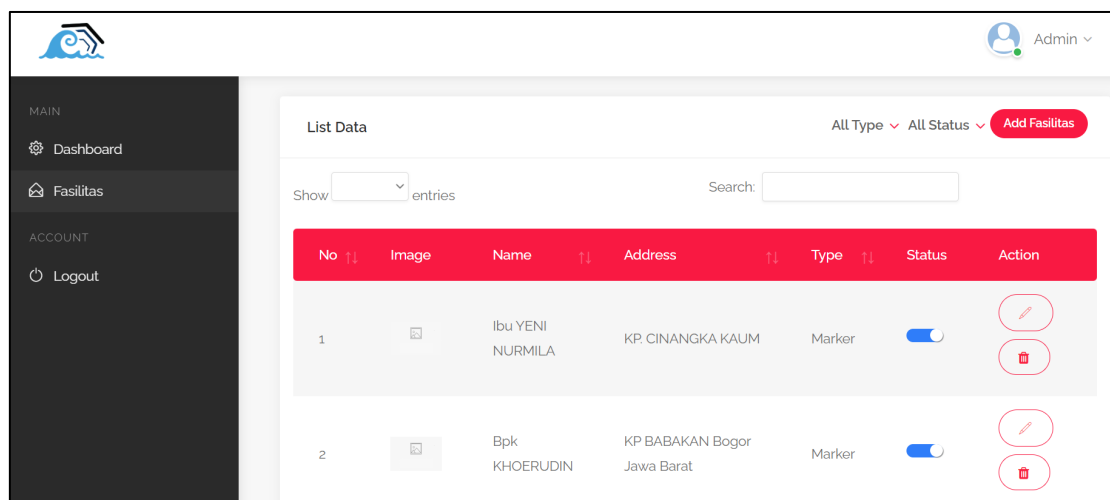 Admin
MAIN
Dashboard
Fasilitas
ACCOUNT
Logout
List Data
All Type All Status Add Fasilitas
Show entries Search:
No Image Name Address Type Status Action
1 Ibu YENI NURMILA KP. CINANGKA KAUM Marker
2 Bpk KHOERUDIN KP BABAKAN Bogor Jawa Barat Marker